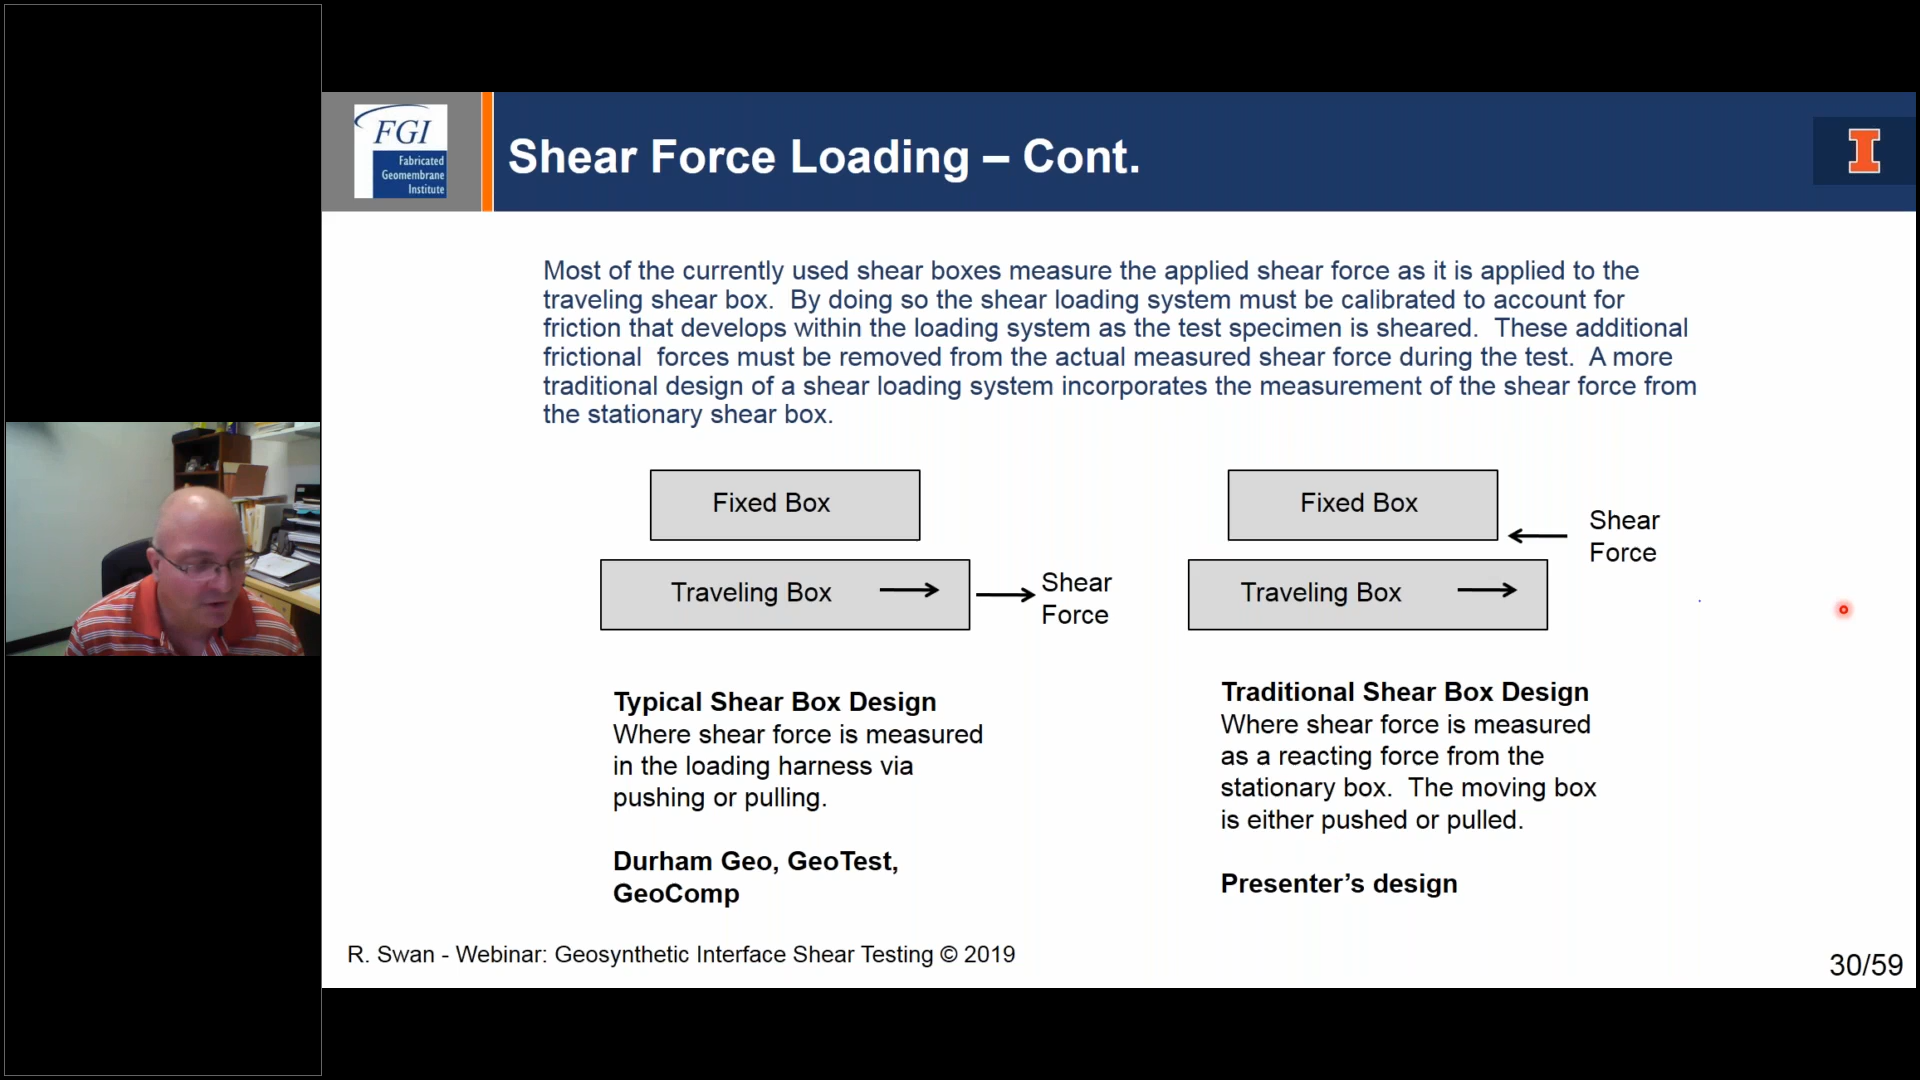 FGI
Fabricated
Geomembrane
Institute
Shear Force Loading – Cont.
I
Most of the currently used shear boxes measure the applied shear force as it is applied to the
traveling shear box.  By doing so the shear loading system must be calibrated to account for
friction that develops within the loading system as the test specimen is sheared.  These additional
frictional  forces must be removed from the actual measured shear force during the test.  A more
traditional design of a shear loading system incorporates the measurement of the shear force from
the stationary shear box.
Fixed Box
Traveling Box
Shear
Force
Typical Shear Box Design
Where shear force is measured
in the loading harness via
pushing or pulling.
Durham Geo, GeoTest,
GeoComp
Fixed Box
Shear
Force
Traveling Box
Traditional Shear Box Design
Where shear force is measured
as a reacting force from the
stationary box.  The moving box
is either pushed or pulled.
Presenter’s design
R. Swan - Webinar: Geosynthetic Interface Shear Testing © 2019
30/59